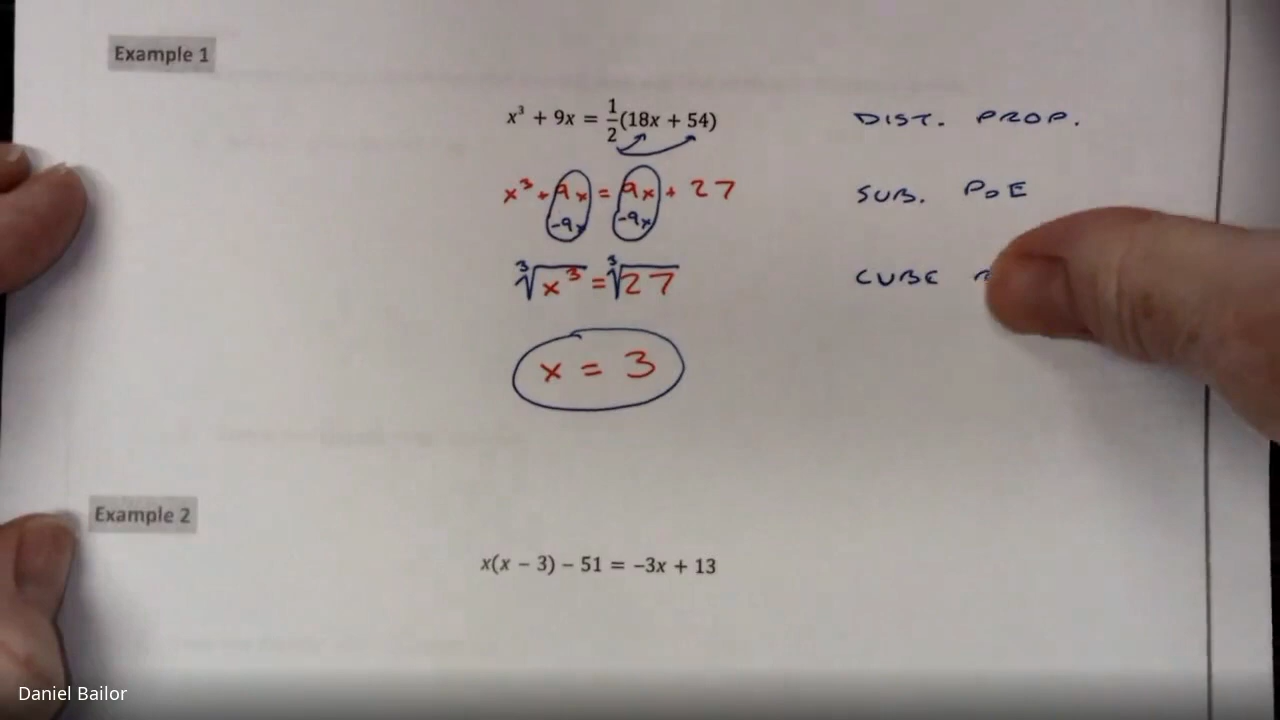 Example 1
x³ + 9x = 1/2(18x + 54) DIST. PROP.
x³ + 9x = 9x + 27 SUB. PoE
-9x -9x
∛x³ = ∛27 CUBE
x = 3
Example 2
x(x − 3) − 51 = −3x + 13
Daniel Bailor